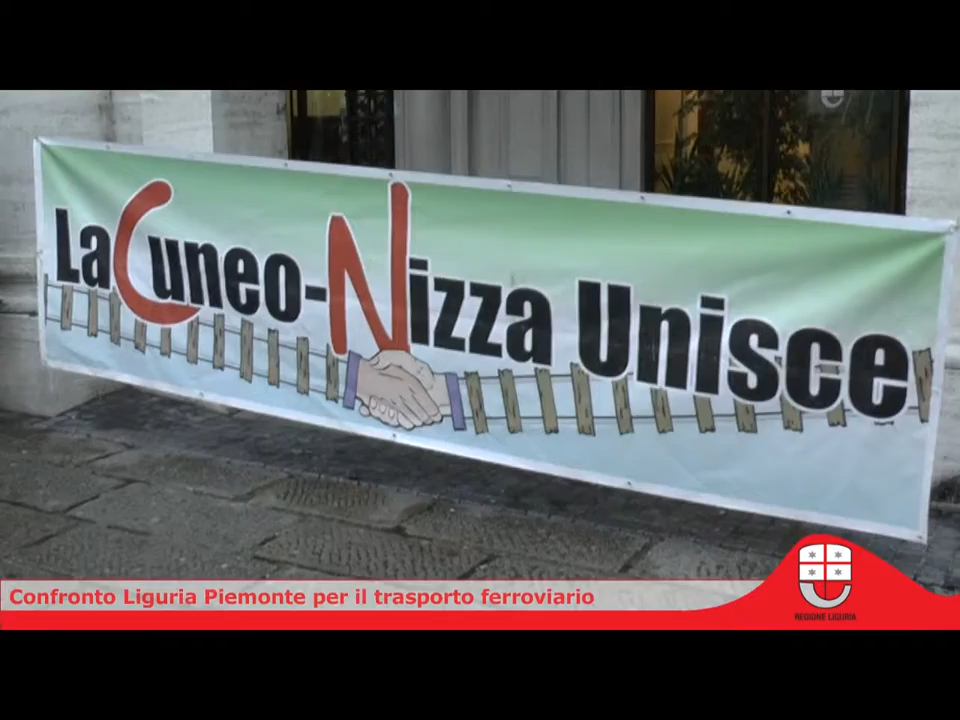 La Cuneo-Nizza Unisce
Confronto Liguria Piemonte per il trasporto ferroviario
REGIONE LIGURIA